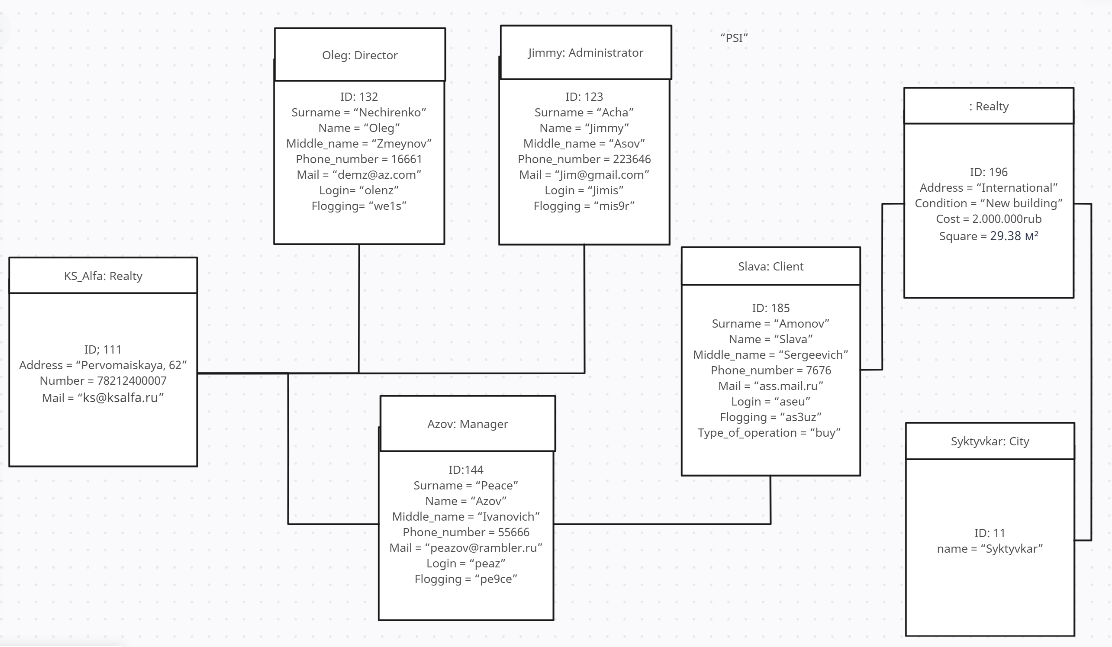 Oleg: Director
ID: 132
Surname = “Nechirenko”
Name = “Oleg”
Middle_name = “Zmeynov”
Phone_number = 16661
Mail = “demz@az.com”
Login= “olenz”
Flogging= “we1s”
Jimmy: Administrator
ID: 123
Surname = “Acha”
Name = “Jimmy”
Middle_name = “Asov”
Phone_number = 223646
Mail = “Jim@gmail.com”
Login = “Jimis”
Flogging = “mis9r”
“PSI”
: Realty
ID: 196
Address = “International”
Condition = “New building”
Cost = 2.000.000rub
Square = 29.38 м²
KS_Alfa: Realty
ID; 111
Address = “Pervomaiskaya, 62”
Number = 78212400007
Mail = “ks@ksalfa.ru”
Slava: Client
ID: 185
Surname = “Amonov”
Name = “Slava”
Middle_name = “Sergeevich”
Phone_number = 7676
Mail = “ass.mail.ru”
Login = “aseu”
Flogging = “as3uz”
Type_of_operation = “buy”
Azov: Manager
ID:144
Surname = “Peace”
Name = “Azov”
Middle_name = “Ivanovich”
Phone_number = 55666
Mail = “peazov@rambler.ru”
Login = “peaz”
Flogging = “pe9ce”
Syktyvkar: City
ID: 11
name = “Syktyvkar”